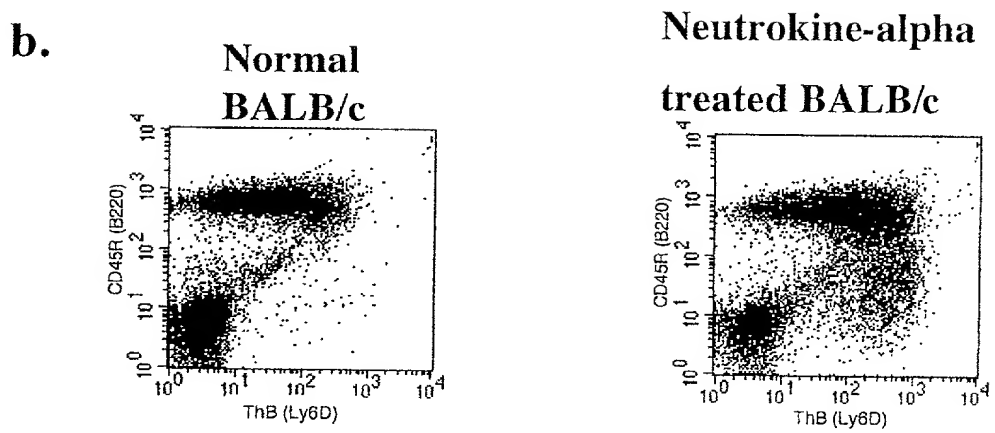 b.
Normal
BALB/c
Neutrokine-alpha
treated BALB/c
10^4
10^3
10^2
10^1
10^0
CD45R (B220)
10^0 10^1 10^2 10^3 10^4
ThB (Ly6D)
10^4
10^3
10^2
10^1
10^0
CD45R (B220)
10^0 10^1 10^2 10^3 10^4
ThB (Ly6D)